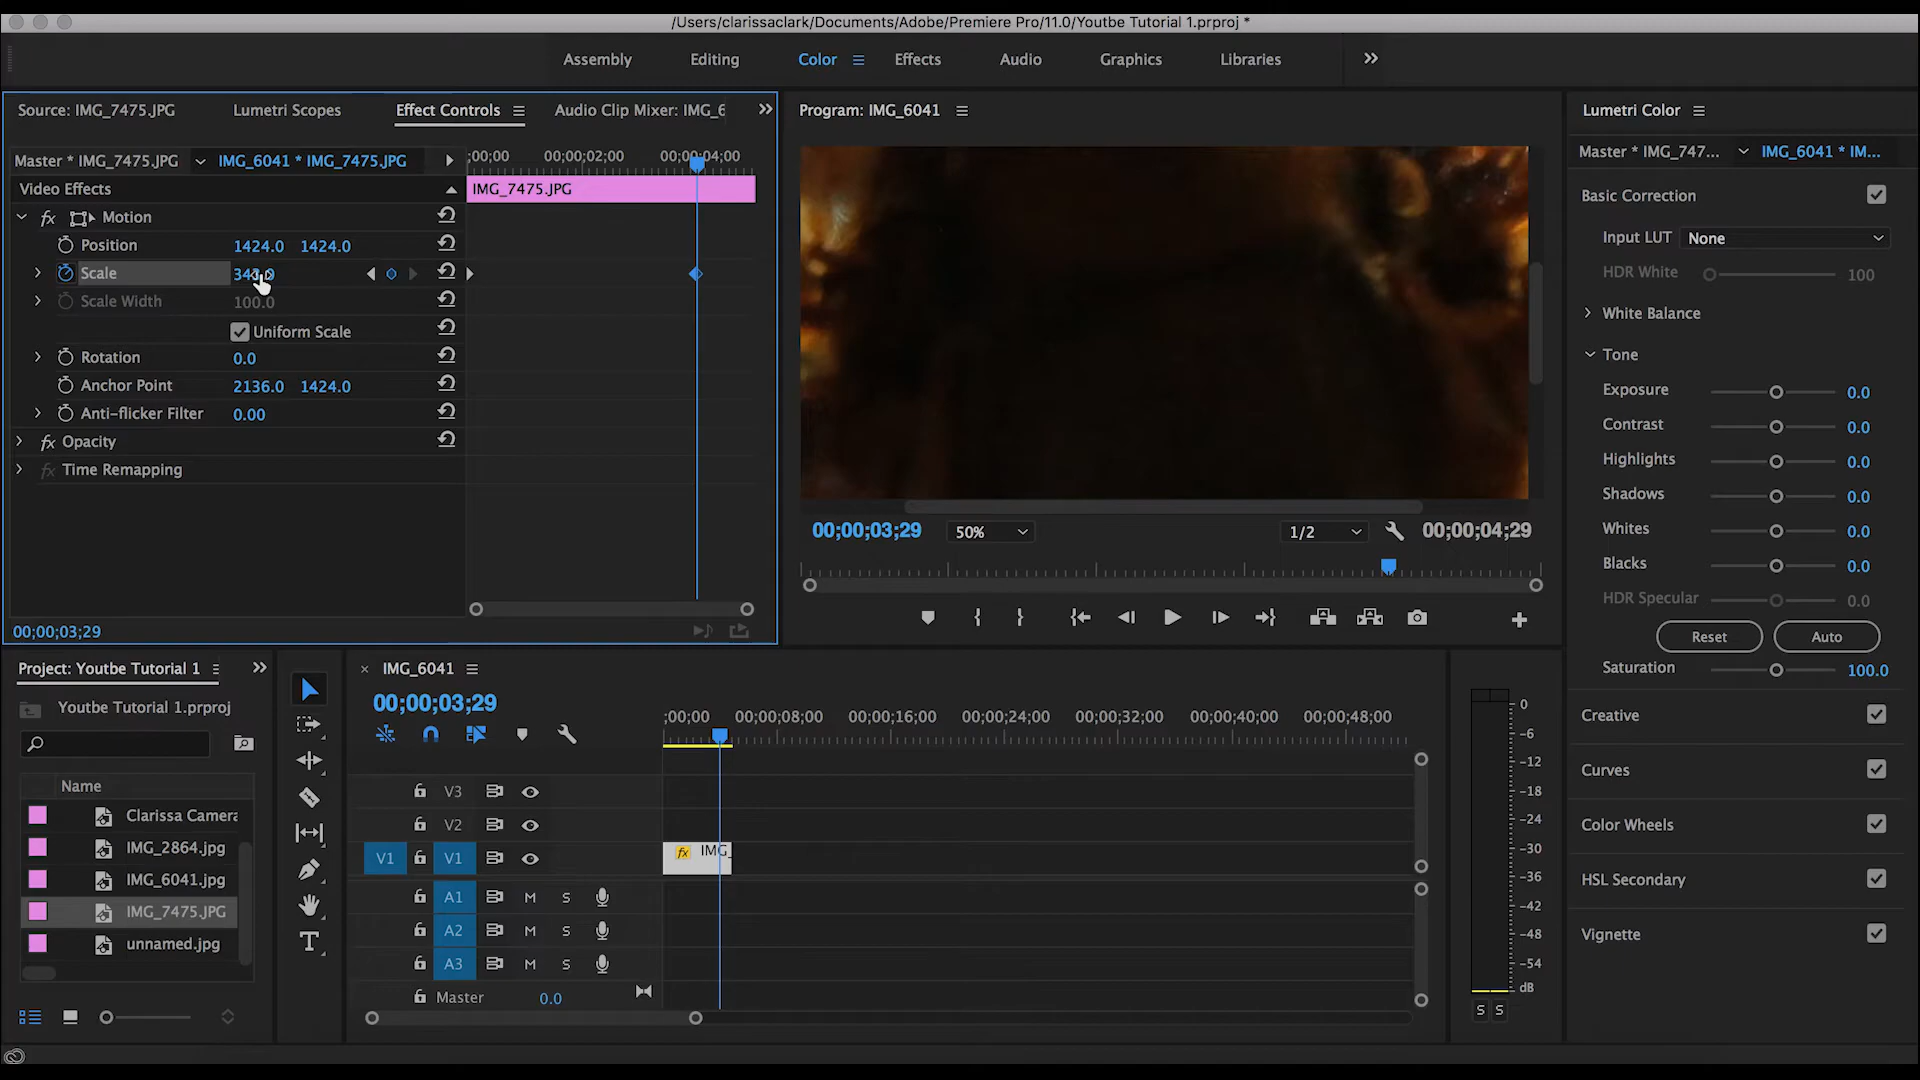 /Users/clarissaclark/Documents/Adobe/Premiere Pro/11.0/Youtbe Tutorial 1.prproj *
Assembly Editing Color Effects Audio Graphics Libraries
Source: IMG_7475.JPG Lumetri Scopes Effect Controls Audio Clip Mixer: IMG_6
Master * IMG_7475.JPG IMG_6041 * IMG_7475.JPG
;00;00 00;00;02;00 00;00;04;00
Video Effects
IMG_7475.JPG
fx Motion
Position 1424.0 1424.0
Scale
Scale Width 100.0
Uniform Scale
Rotation 0.0
Anchor Point 2136.0 1424.0
Anti-flicker Filter 0.00
fx Opacity
fx Time Remapping
00;00;03;29
Program: IMG_6041
00;00;03;29 50% 1/2 00;00;04;29
Lumetri Color
Master * IMG_747... IMG_6041 * IM...
Basic Correction
Input LUT None
HDR White 100
White Balance
Tone
Exposure 0.0
Contrast 0.0
Highlights 0.0
Shadows 0.0
Whites 0.0
Blacks 0.0
HDR Specular 0.0
Reset Auto
Saturation 100.0
Creative
Curves
Color Wheels
HSL Secondary
Vignette
Project: Youtbe Tutorial 1
Youtbe Tutorial 1.prproj
Name
Clarissa Camera
IMG_2864.jpg
IMG_6041.jpg
IMG_7475.JPG
unnamed.jpg
T
× IMG_6041
00;00;03;29
;00;00 00;00;08;00 00;00;16;00 00;00;24;00 00;00;32;00 00;00;40;00 00;00;48;00
V3
V2
V1 V1
fx IMG_
A1 M S
A2 M S
A3 M S
Master 0.0
0
-6
-12
-18
-24
-30
-36
-42
-48
-54
dB
S S